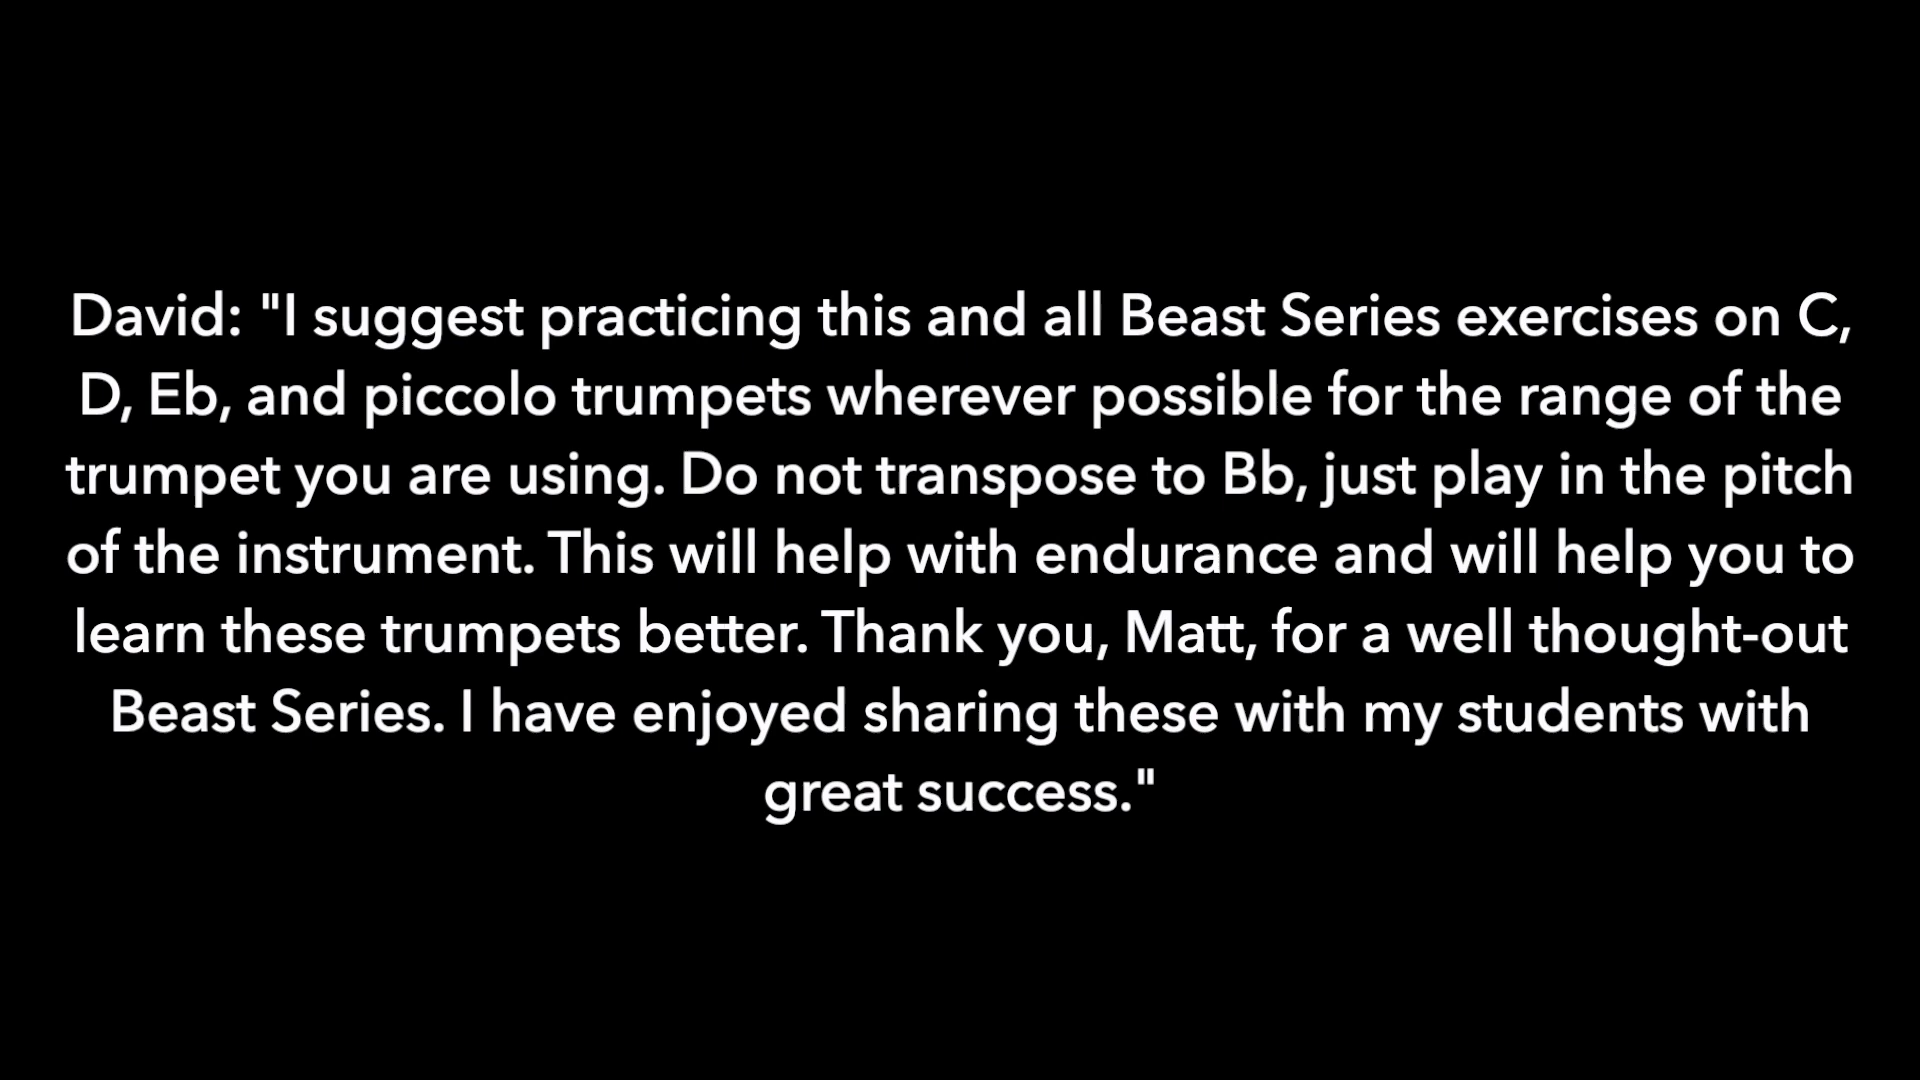 David: "I suggest practicing this and all Beast Series exercises on C,
D, Eb, and piccolo trumpets wherever possible for the range of the
trumpet you are using. Do not transpose to Bb, just play in the pitch
of the instrument. This will help with endurance and will help you to
learn these trumpets better. Thank you, Matt, for a well thought-out
Beast Series. I have enjoyed sharing these with my students with
great success."